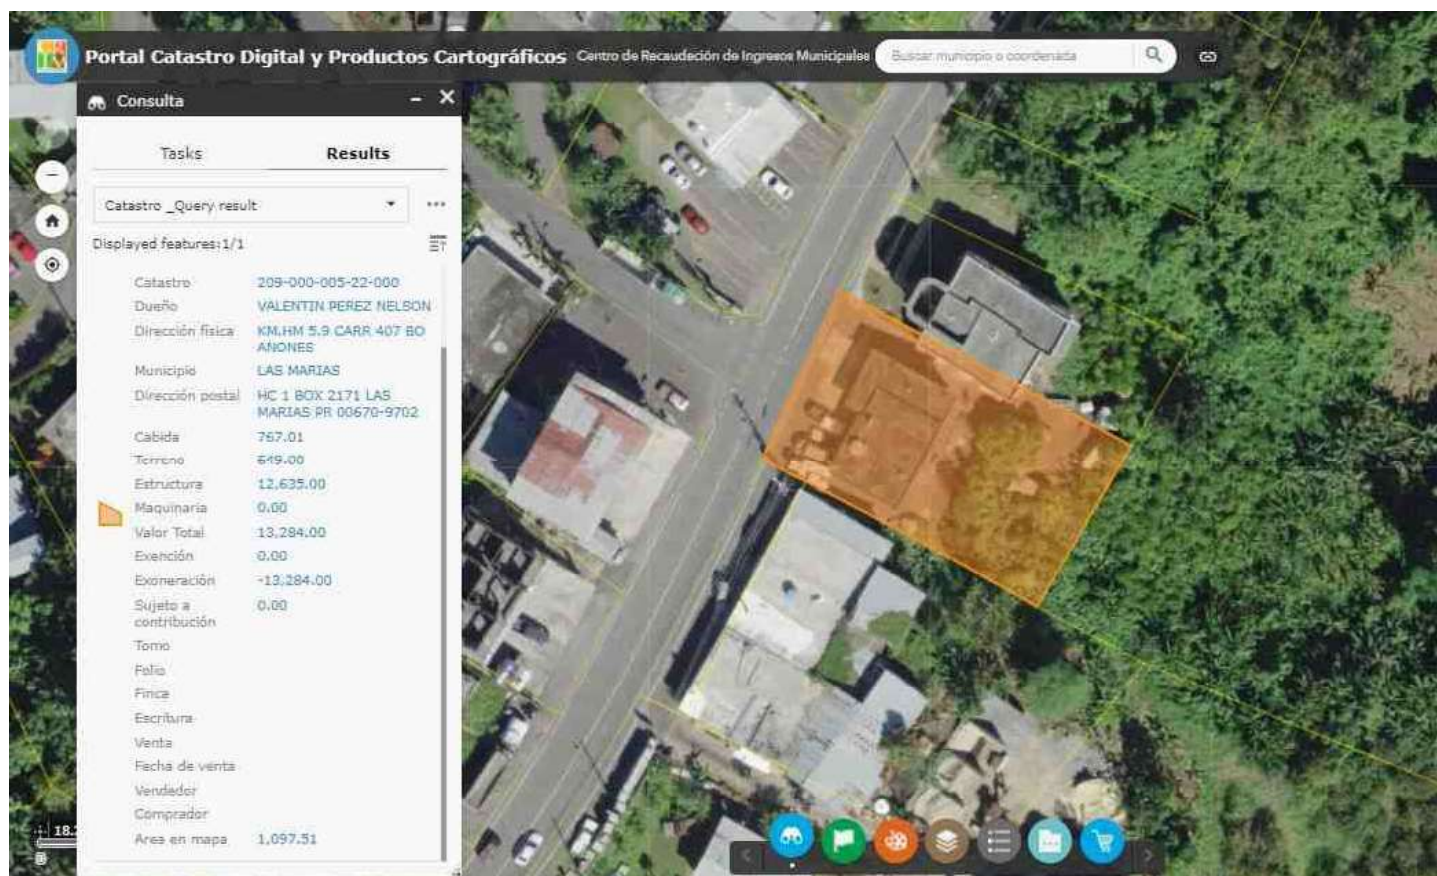 Portal Catastro Digital y Productos Cartográficos Centro de Recaudación de Ingresos Municipales Buscar municipio o coordenada
Consulta
Tasks Results
Catastro _Query result
Displayed features:1/1
Catastro 209-000-005-22-000
Dueño VALENTIN PEREZ NELSON
Dirección física KM.HM 5.9 CARR 407 BO
ANONES
Municipio LAS MARIAS
Dirección postal HC 1 BOX 2171 LAS
MARIAS PR 00670-9702
Cabida 767.01
Terreno 649.00
Estructura 12,635.00
Maquinaria 0.00
Valor Total 13,284.00
Exención 0.00
Exoneración -13,284.00
Sujeto a 0.00
contribución
Tomo
Folio
Finca
Escritura
Venta
Fecha de venta
Vendedor
Comprador
Area en mapa 1,097.51